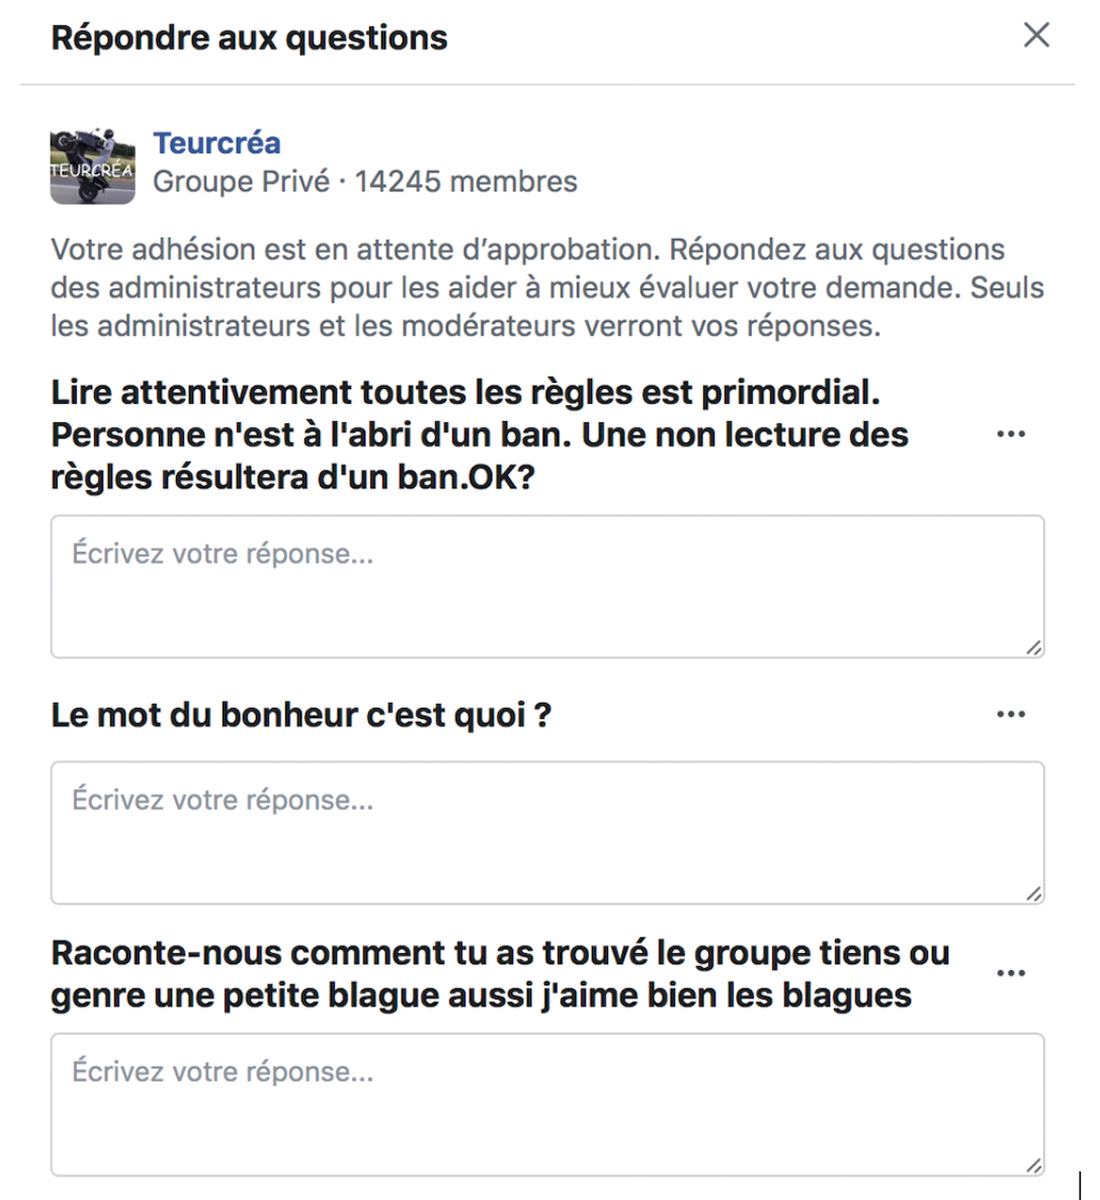 Répondre aux questions
Teurcréa
TEURCRÉA
Groupe Privé · 14245 membres
Votre adhésion est en attente d’approbation. Répondez aux questions
des administrateurs pour les aider à mieux évaluer votre demande. Seuls
les administrateurs et les modérateurs verront vos réponses.
Lire attentivement toutes les règles est primordial.
Personne n'est à l'abri d'un ban. Une non lecture des
règles résultera d'un ban.OK?
Écrivez votre réponse...
Le mot du bonheur c'est quoi ?
Écrivez votre réponse...
Raconte-nous comment tu as trouvé le groupe tiens ou
genre une petite blague aussi j'aime bien les blagues
Écrivez votre réponse...